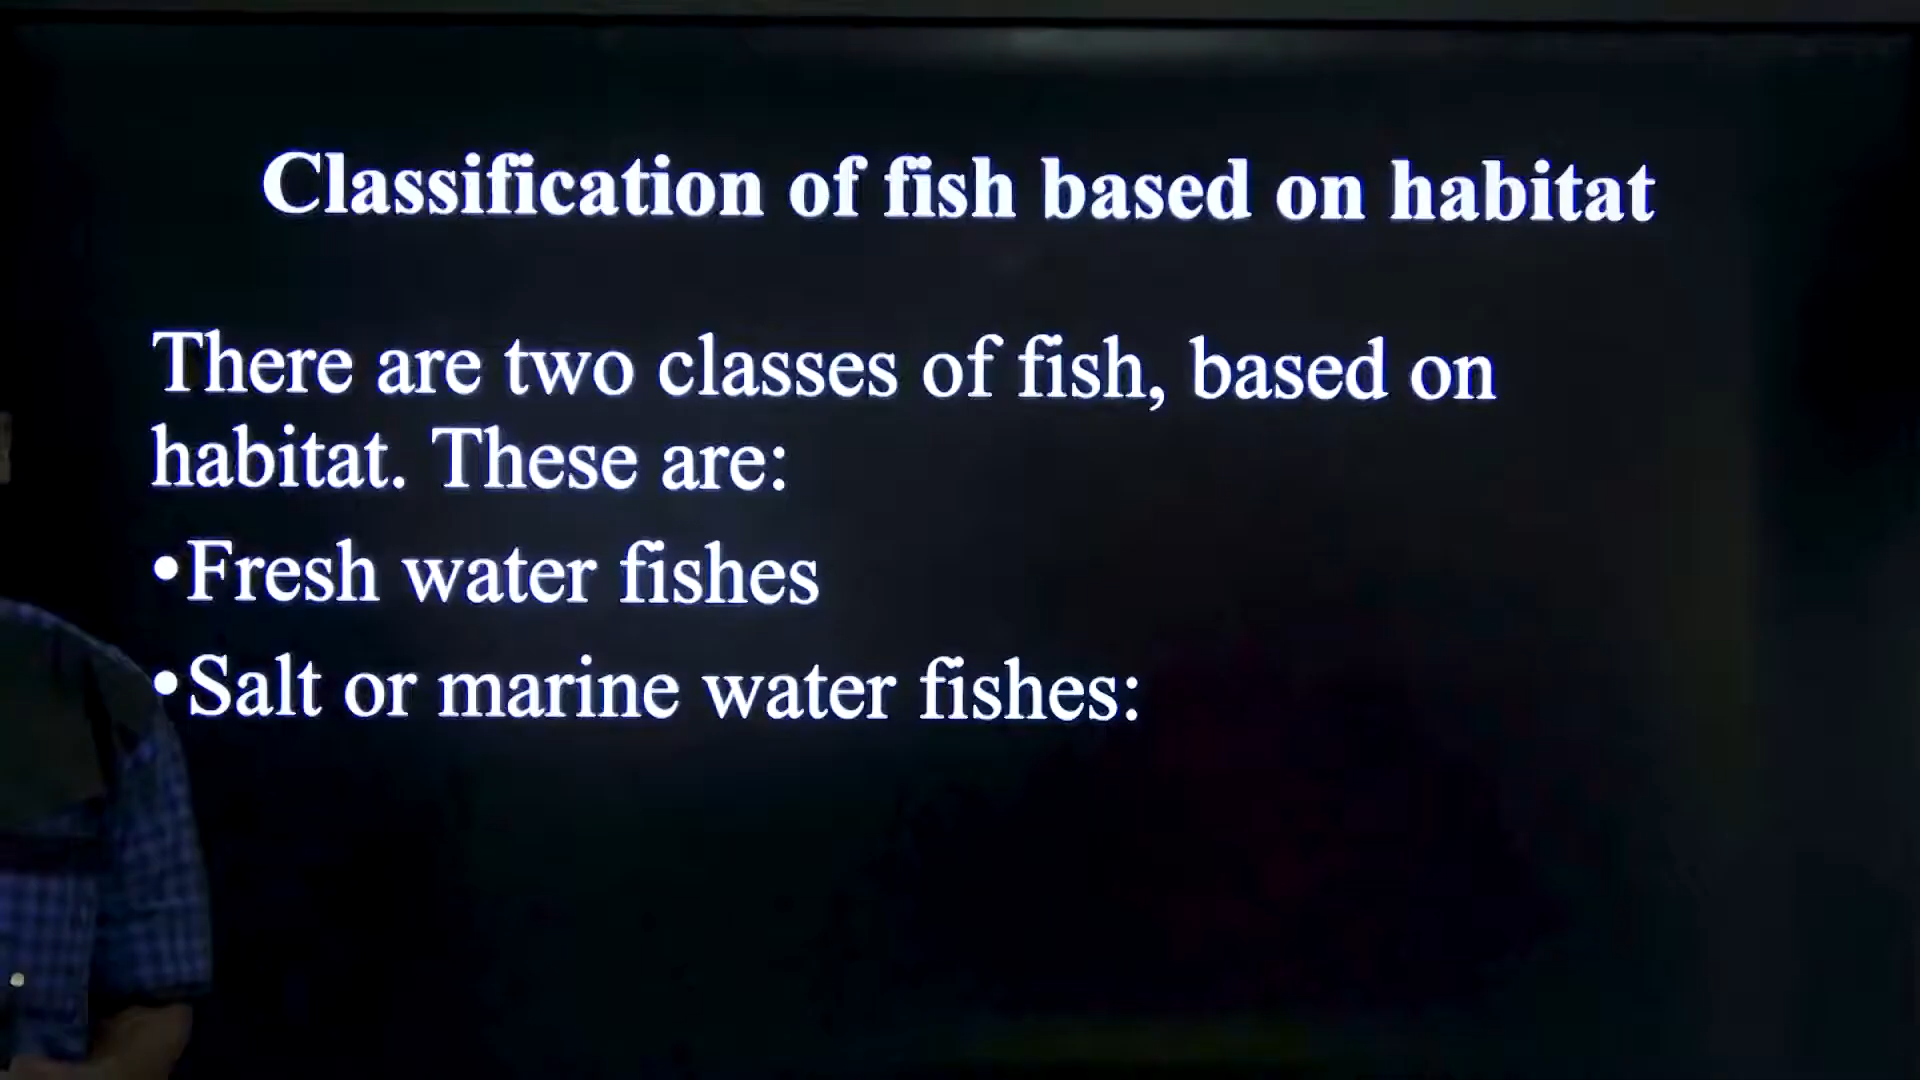 Classification of fish based on habitat
There are two classes of fish, based on
habitat. These are:
•Fresh water fishes
•Salt or marine water fishes: